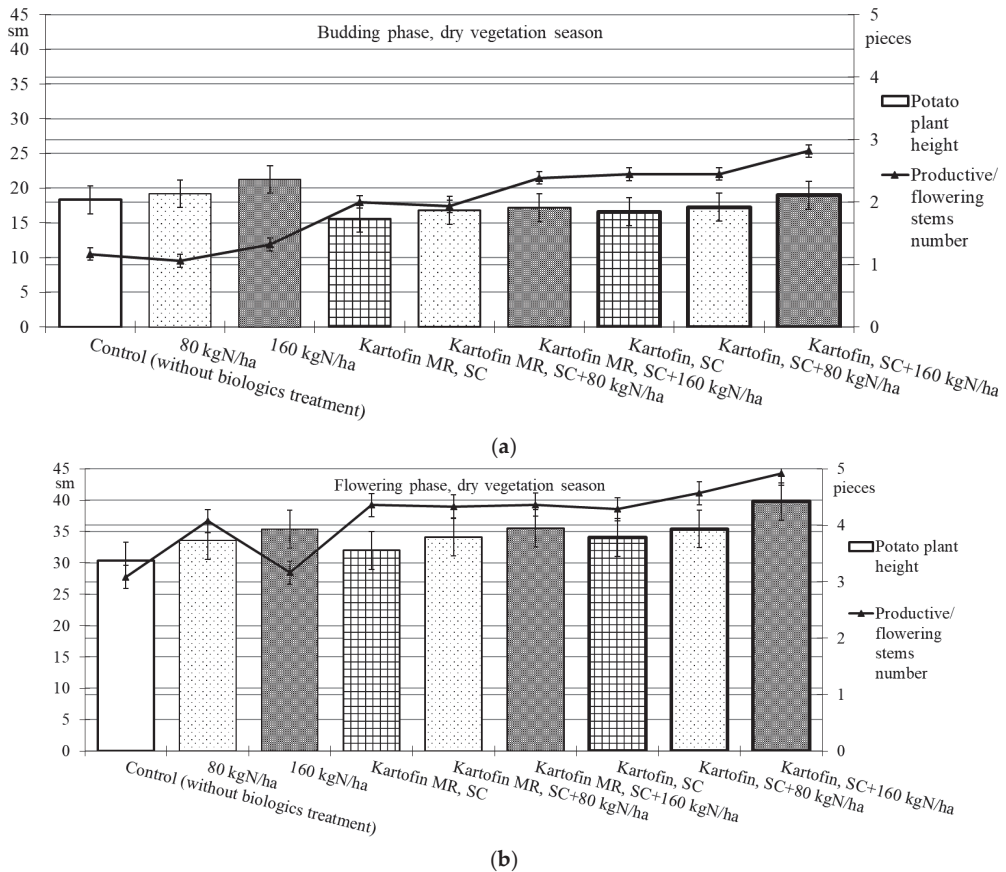 45
sm
40
35
30
25
20
15
10
5
0
Budding phase, dry vegetation season
5
pieces
4
3
2
1
0
Potato
plant
height
Productive/
flowering
stems
number
Control (without biologics treatment)
80 kgN/ha
160 kgN/ha
Kartofin MR, SC
Kartofin MR, SC+80 kgN/ha
Kartofin MR, SC+160 kgN/ha
Kartofin, SC
Kartofin, SC+80 kgN/ha
Kartofin, SC+160 kgN/ha
(a)
45
sm
40
35
30
25
20
15
10
5
0
Flowering phase, dry vegetation season
5
pieces
4
3
2
1
0
Potato plant
height
Productive/
flowering
stems
number
Control (without biologics treatment)
80 kgN/ha
160 kgN/ha
Kartofin MR, SC
Kartofin MR, SC+80 kgN/ha
Kartofin MR, SC+160 kgN/ha
Kartofin, SC
Kartofin, SC+80 kgN/ha
Kartofin, SC+160 kgN/ha
(b)